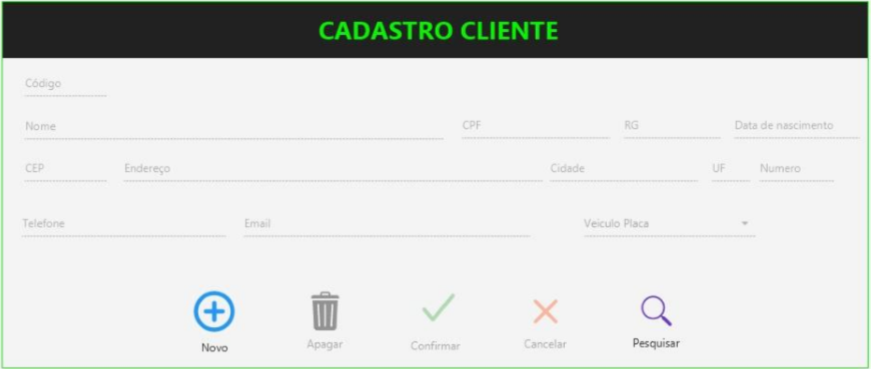 CADASTRO CLIENTE
Código
Nome CPF RG Data de nascimento
CEP Endereço Cidade UF Numero
Telefone Email Veiculo Placa
Novo Apagar Confirmar Cancelar Pesquisar